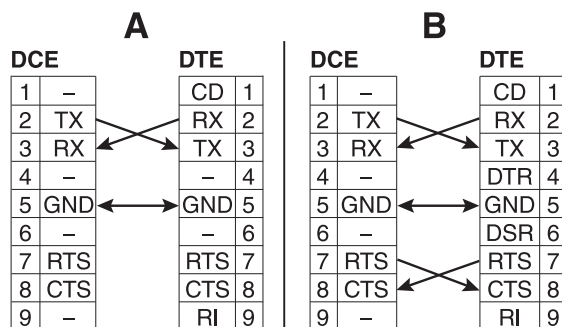 A B
DCE DTE DCE DTE
1 – CD 1 1 – CD 1
2 TX RX 2 2 TX RX 2
3 RX TX 3 3 RX TX 3
4 – – 4 4 – DTR 4
5 GND GND 5 5 GND GND 5
6 – – 6 6 – DSR 6
7 RTS RTS 7 7 RTS RTS 7
8 CTS CTS 8 8 CTS CTS 8
9 – RI 9 9 – RI 9